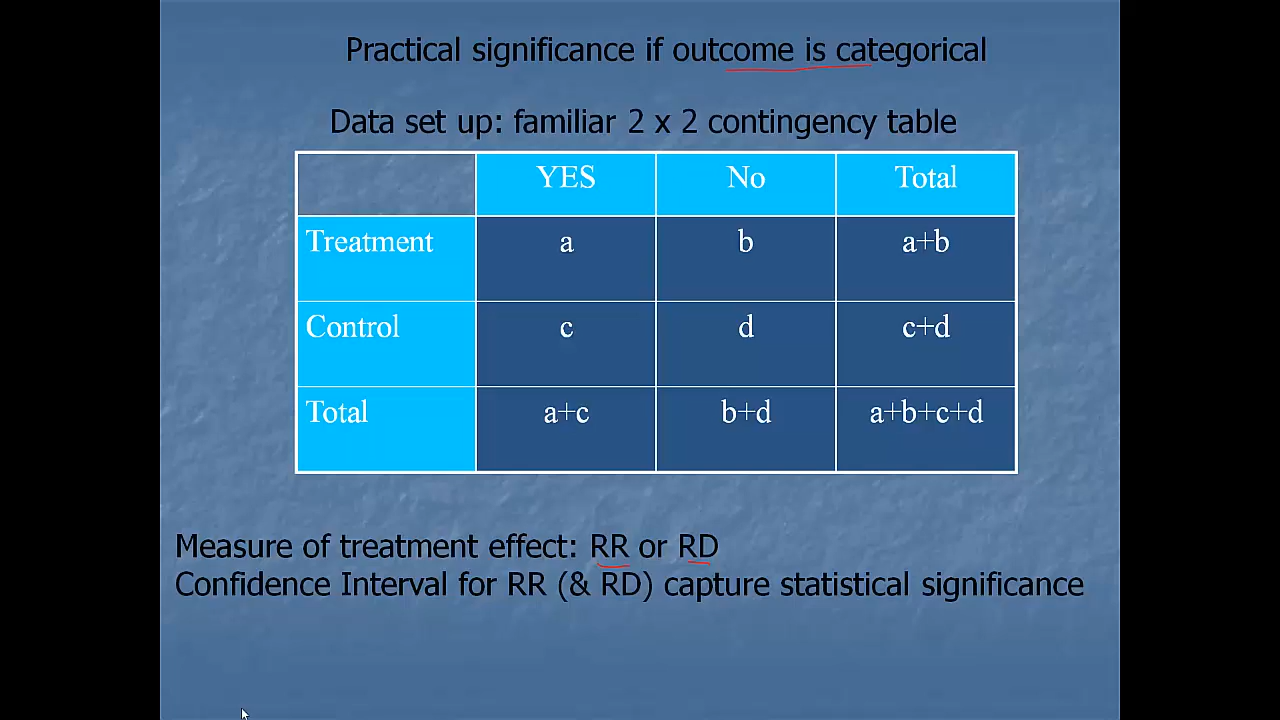 Practical significance if outcome is categorical
Data set up: familiar 2 x 2 contingency table
YES No Total
Treatment a b a+b
Control c d c+d
Total a+c b+d a+b+c+d
Measure of treatment effect: RR or RD
Confidence Interval for RR (& RD) capture statistical significance